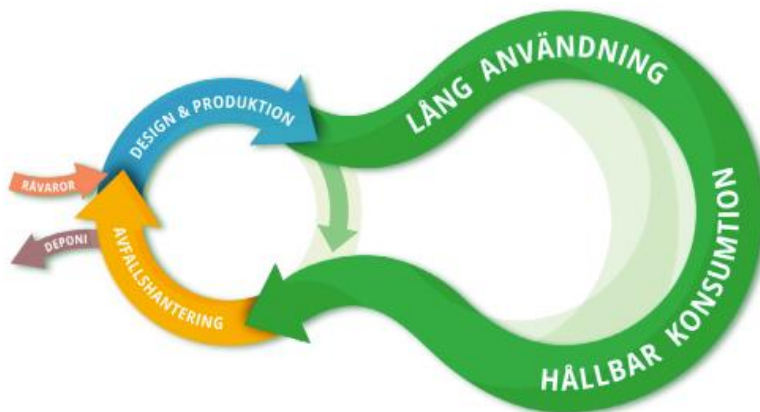 DESIGN & PRODUKTION
LÅNG ANVÄNDNING
HÅLLBAR KONSUMTION
AVFALLSHANTERING
RÅVAROR
DEPONI